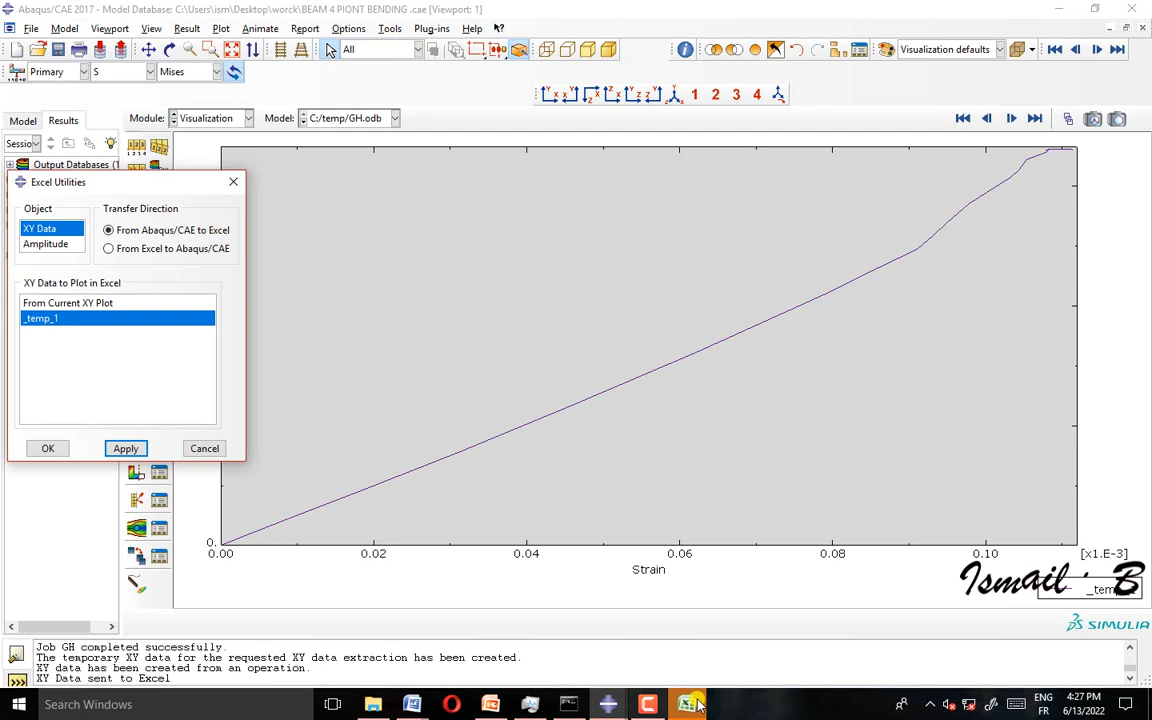 Abaqus/CAE 2017 - Model Database: C:\Users\ism\Desktop\worck\BEAM 4 PIONT BENDING .cae [Viewport: 1]
File Model Viewport View Result Plot Animate Report Options Tools Plug-ins Help
All Visualization defaults
Primary S Mises
1 2 3 4
Model Results Module: Visualization Model: C:/temp/GH.odb
Sessio
Output Databases (1
Excel Utilities
Object Transfer Direction
XY Data From Abaqus/CAE to Excel
Amplitude From Excel to Abaqus/CAE
XY Data to Plot in Excel
From Current XY Plot
_temp_1
OK Apply Cancel
0.
0.00 0.02 0.04 0.06 0.08 0.10 [x1.E-3]
Strain
Ismail . B
SIMULIA
Job GH completed successfully.
The temporary XY data for the requested XY data extraction has been created.
XY data has been created from an operation.
XY Data sent to Excel
Search Windows
ENG
FR
4:27 PM
6/13/2022